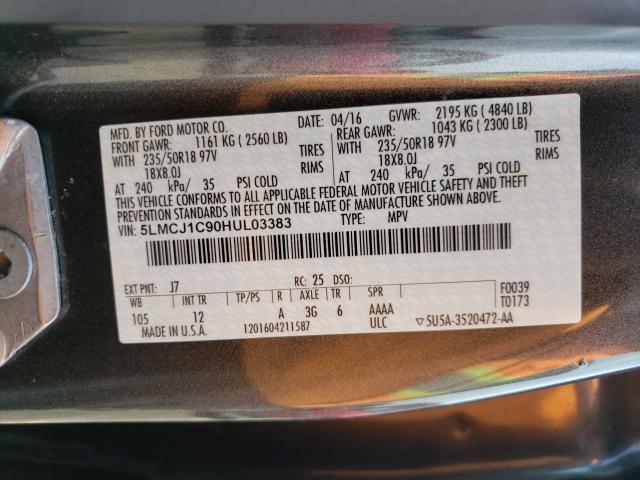 MFD. BY FORD MOTOR CO.
DATE: 04/16 GVWR: 2195 KG ( 4840 LB)
FRONT GAWR: 1161 KG ( 2560 LB) REAR GAWR: 1043 KG ( 2300 LB)
WITH 235/50R18 97V TIRES WITH 235/50R18 97V TIRES
18X8.0J RIMS 18X8.0J RIMS
AT 240 kPa/ 35 PSI COLD AT 240 kPa/ 35 PSI COLD
THIS VEHICLE CONFORMS TO ALL APPLICABLE FEDERAL MOTOR VEHICLE SAFETY AND THEFT
PREVENTION STANDARDS IN EFFECT ON THE DATE OF MANUFACTURE SHOWN ABOVE.
VIN: 5LMCJ1C90HUL03383 TYPE: MPV
EXT PNT: J7 RC: 25 DSO: F0039
WB INT TR TP/PS R AXLE TR SPR T0173
105 12 A 3G 6 AAAA
MADE IN U.S.A. 1201604211587 ULC ▽5U5A-3520472-AA